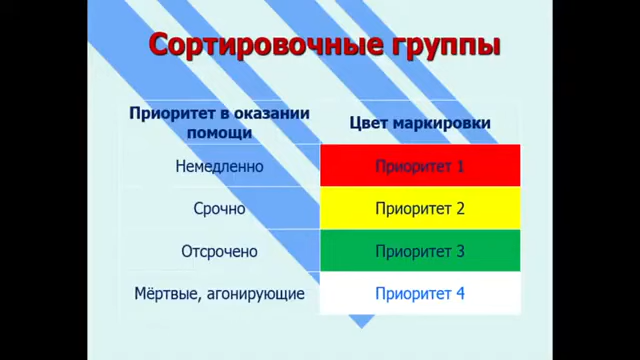 Сортировочные группы
Приоритет в оказании
помощи
Цвет маркировки
Немедленно
Приоритет 1
Срочно
Приоритет 2
Отсрочено
Приоритет 3
Мёртвые, агонирующие
Приоритет 4